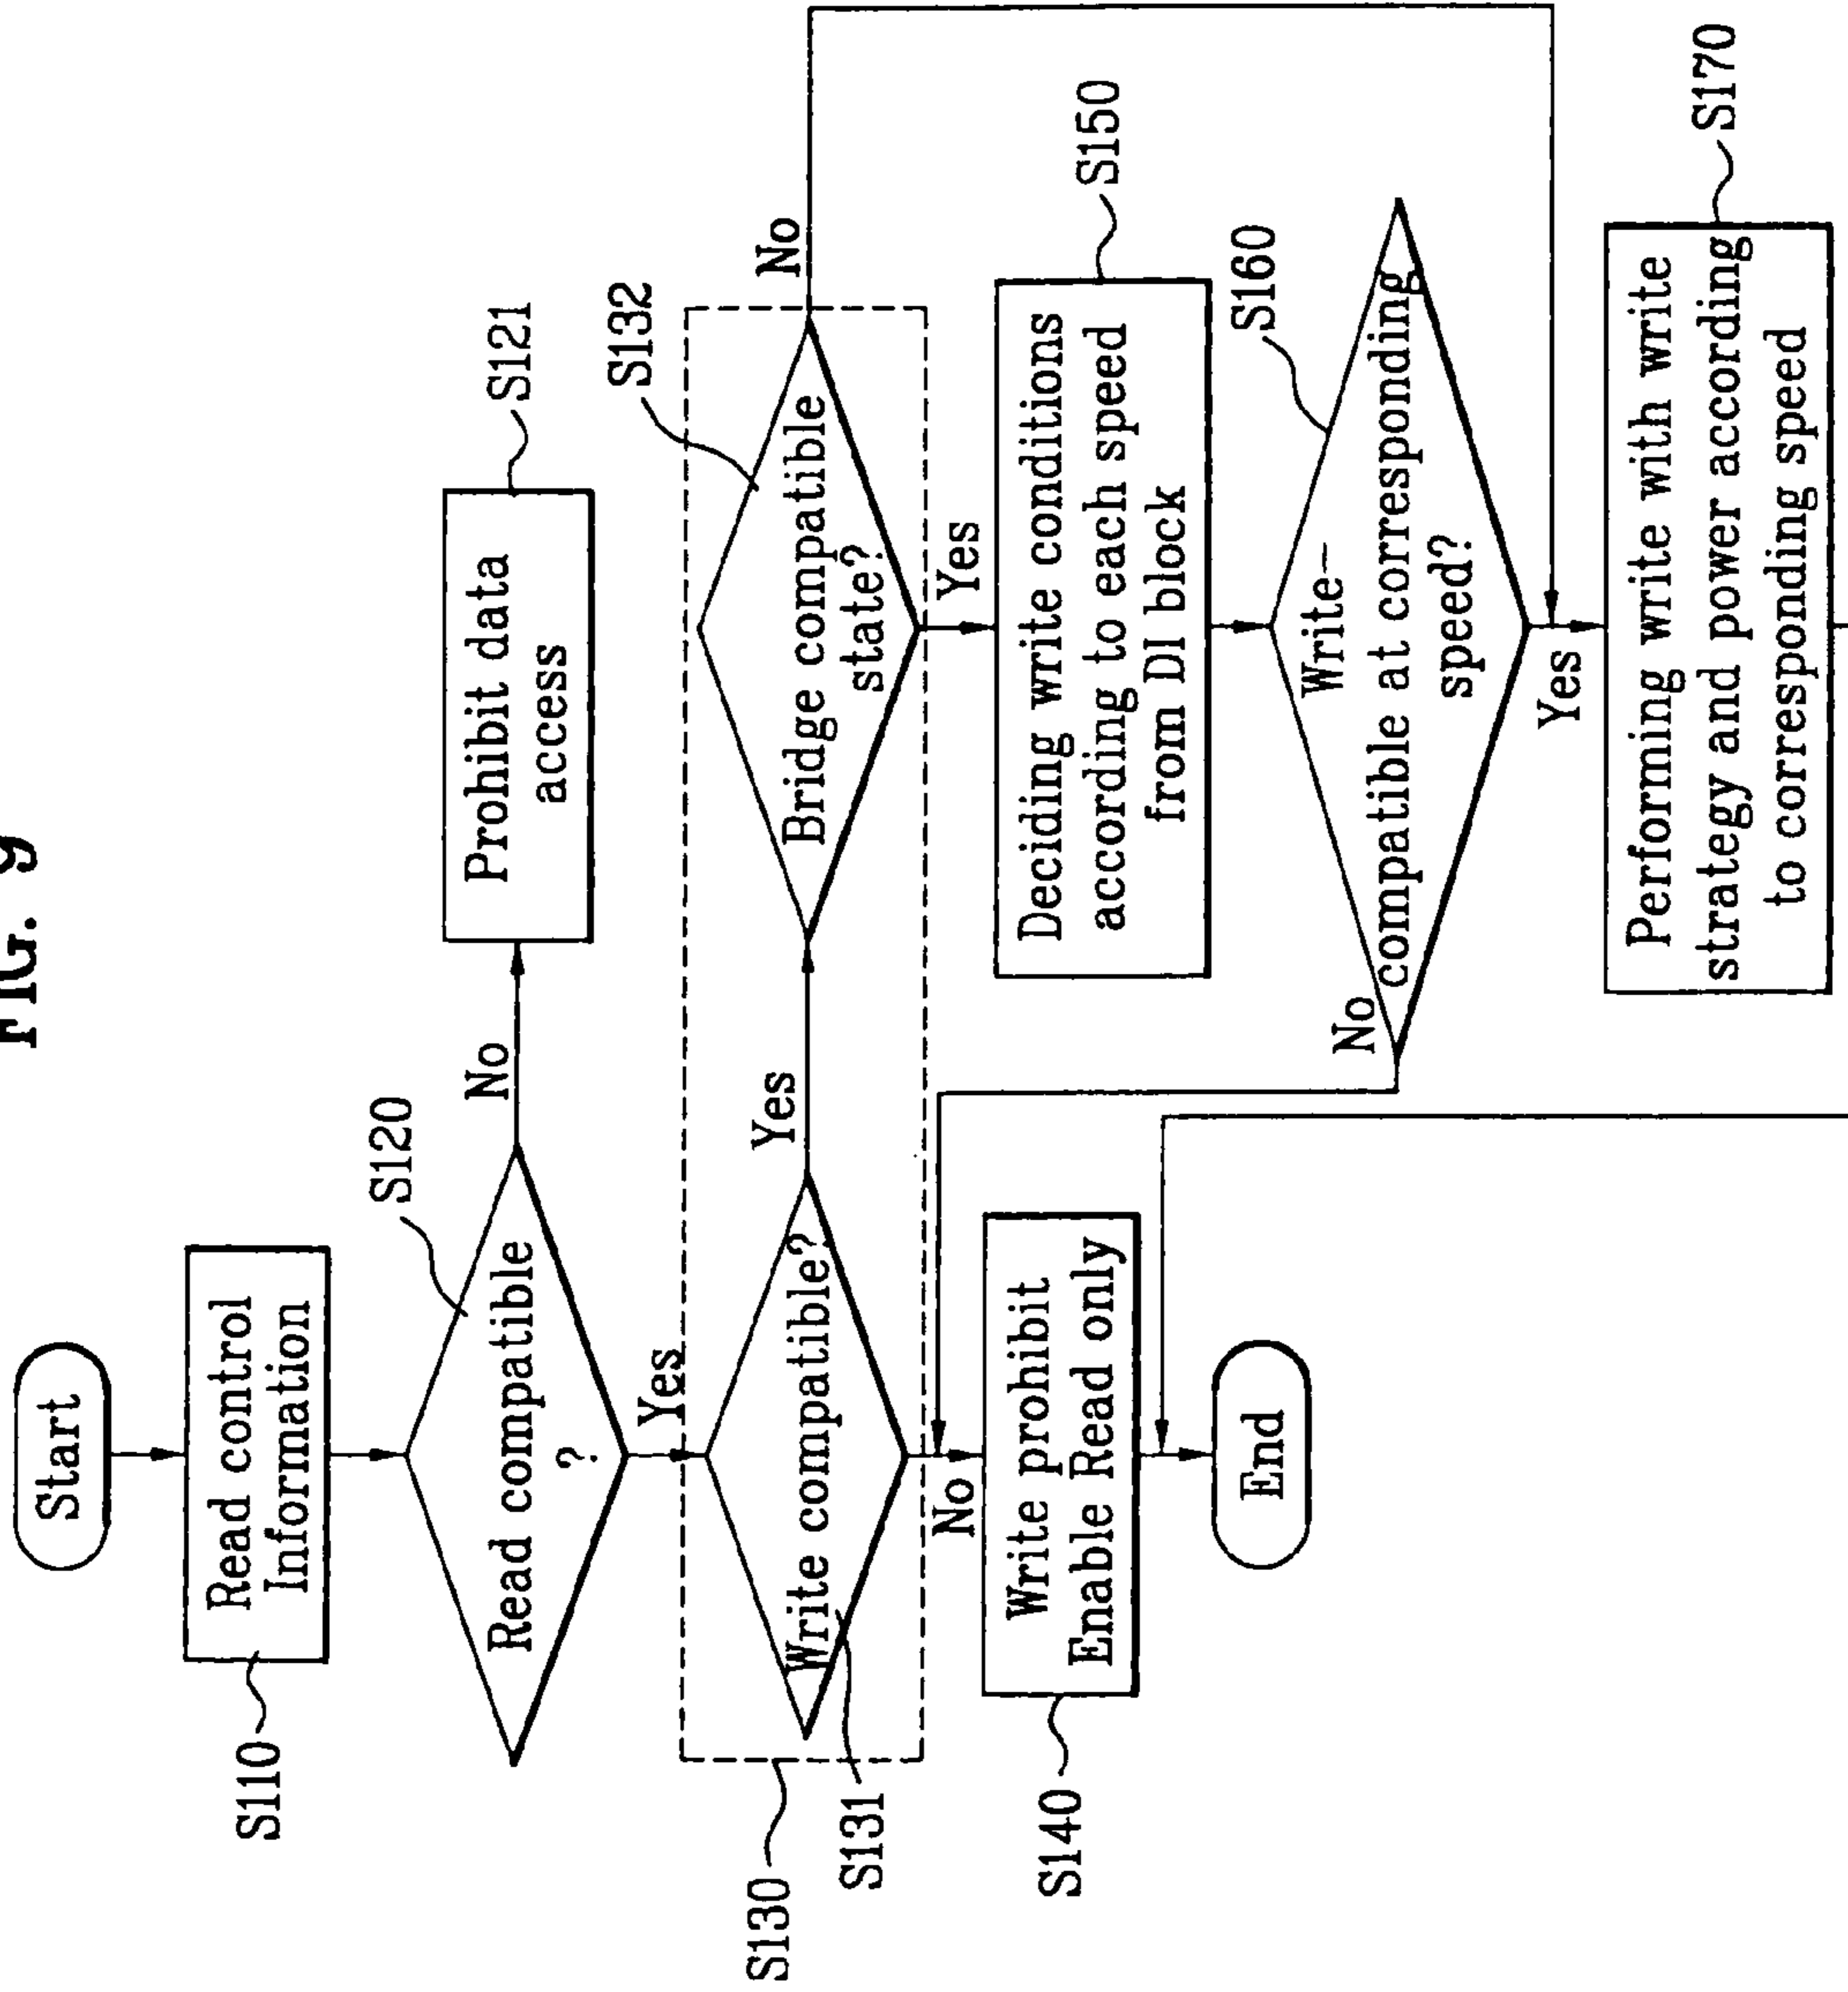 FIG. 9
Start
S110
Read control
Information
S120
Read compatible
?
No
S121
Prohibit data
access
Yes
S130
S131
Write compatible?
Yes
S132
Bridge compatible
state?
No
No
Yes
S140
Write prohibit
Enable Read only
End
S150
Deciding write conditions
according to each speed
from DI block
S160
Write-
compatible at corresponding
speed?
No
Yes
S170
Performing write with write
strategy and power according
to corresponding speed